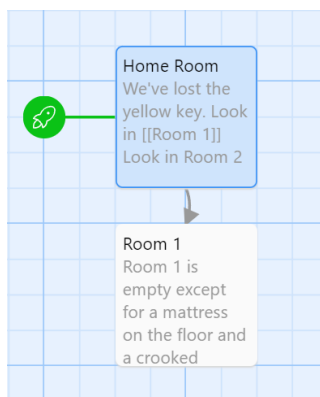 Home Room
We've lost the
yellow key. Look
in [[Room 1]]
Look in Room 2
Room 1
Room 1 is
empty except
for a mattress
on the floor and
a crooked